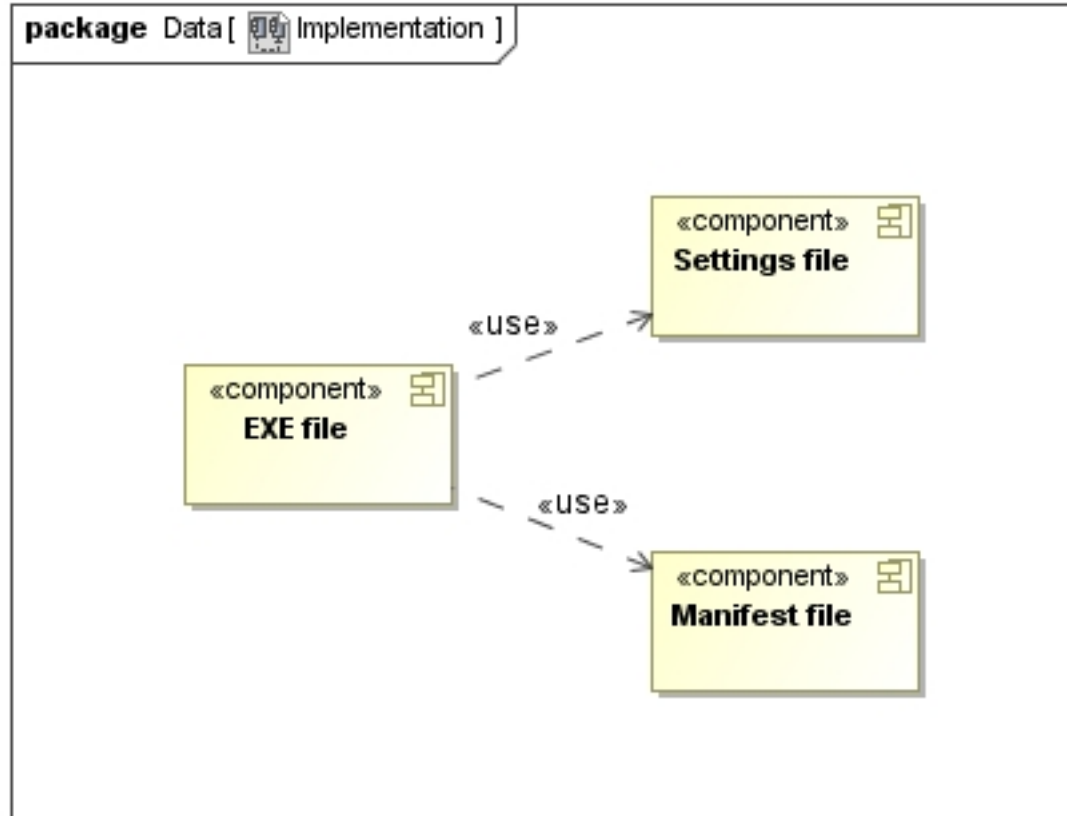 package Data [ Implementation ]
«component»
Settings file
«use»
«component»
EXE file
«use»
«component»
Manifest file